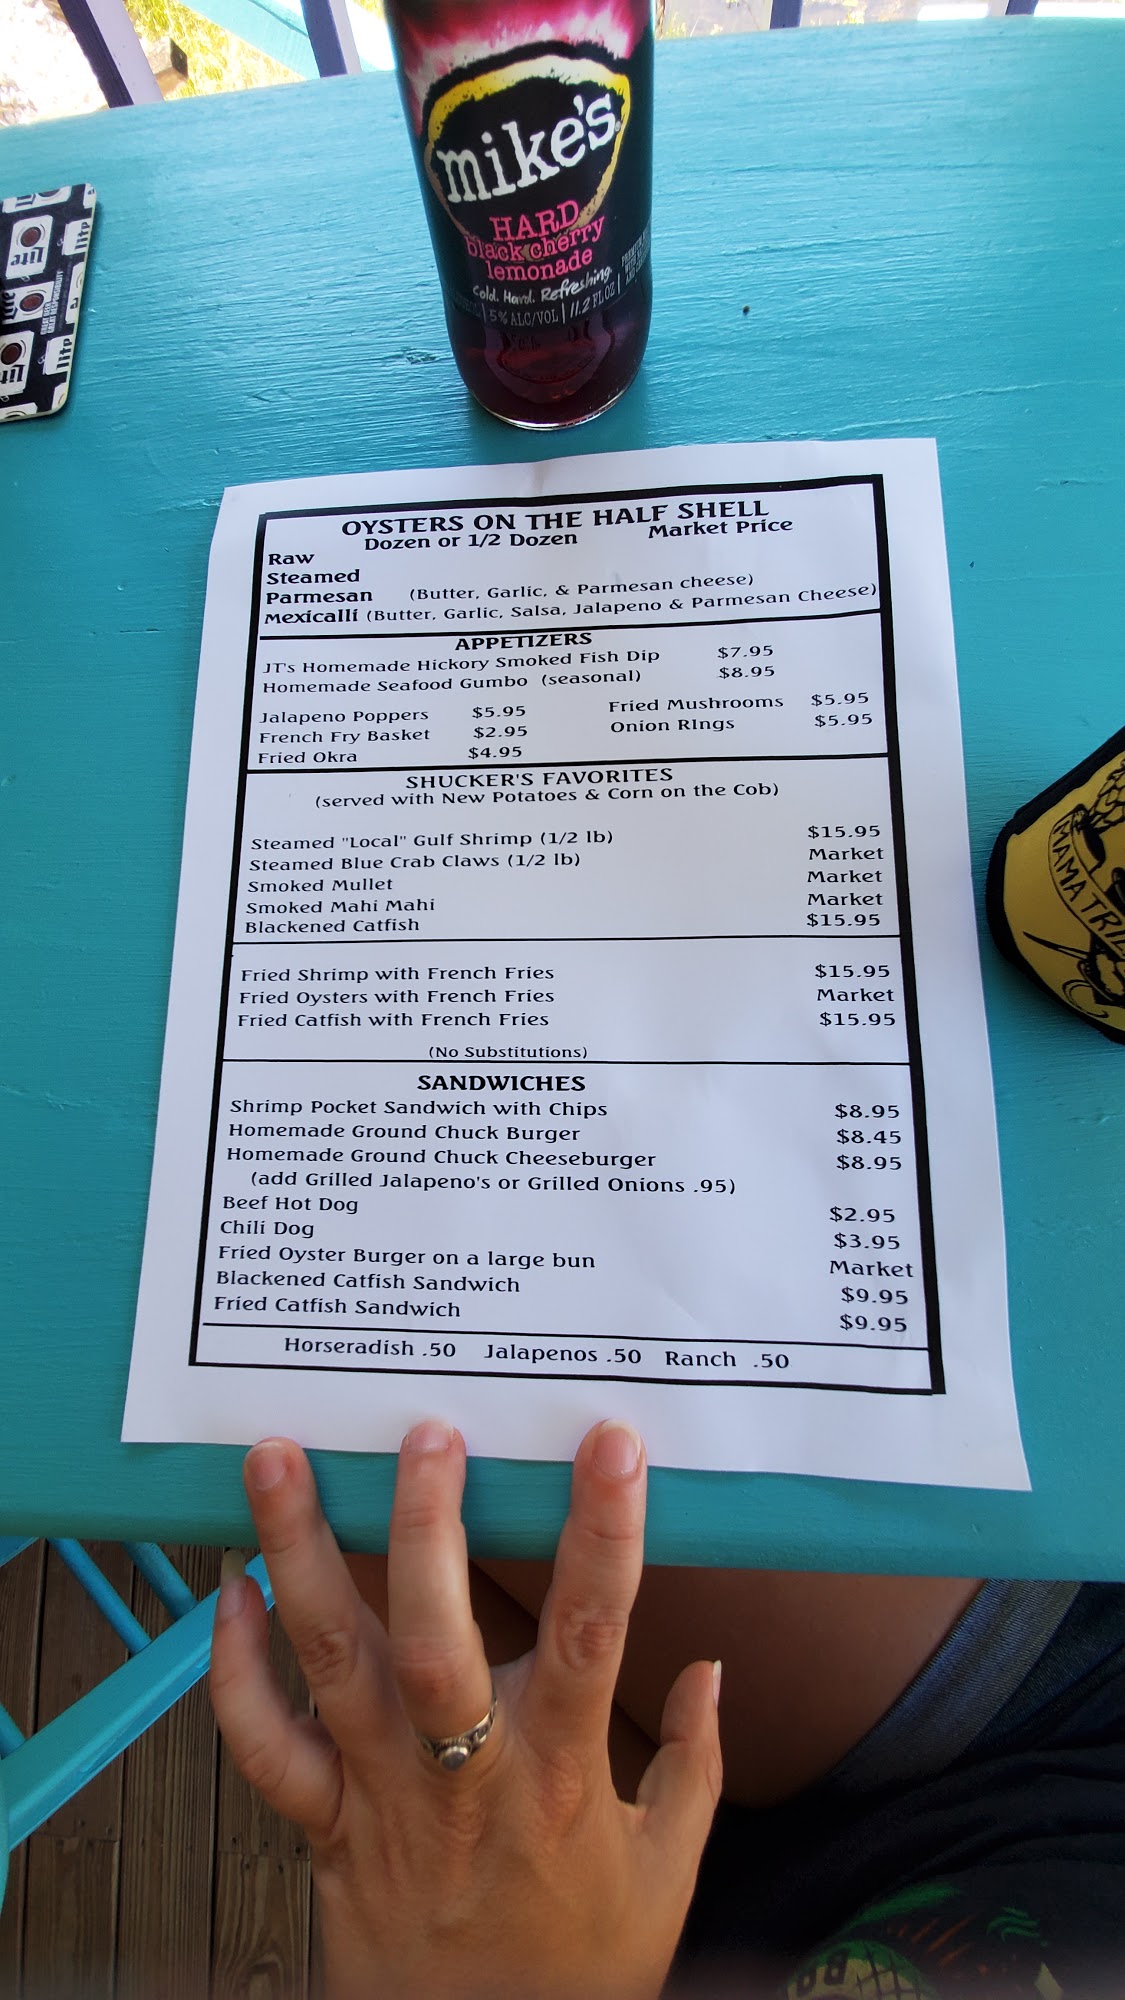 mike's
HARD
black cherry
lemonade
Cold. Hard. Refreshing.
5% ALC/VOL | 11.2 FL OZ
lite
lite
lite
lite
OYSTERS ON THE HALF SHELL
Dozen or 1/2 Dozen Market Price
Raw
Steamed
Parmesan (Butter, Garlic, & Parmesan cheese)
Mexicalli (Butter, Garlic, Salsa, Jalapeno & Parmesan Cheese)
APPETIZERS
JT's Homemade Hickory Smoked Fish Dip $7.95
Homemade Seafood Gumbo (seasonal) $8.95
Jalapeno Poppers $5.95 Fried Mushrooms $5.95
French Fry Basket $2.95 Onion RIngs $5.95
Fried Okra $4.95
SHUCKER'S FAVORITES
(served with New Potatoes & Corn on the Cob)
Steamed "Local" Gulf Shrimp (1/2 lb) $15.95
Steamed Blue Crab Claws (1/2 lb) Market
Smoked Mullet Market
Smoked Mahi Mahi Market
Blackened Catfish $15.95
Fried Shrimp with French Fries $15.95
Fried Oysters with French Fries Market
Fried Catfish with French Fries $15.95
(No Substitutions)
SANDWICHES
Shrimp Pocket Sandwich with Chips $8.95
Homemade Ground Chuck Burger $8.45
Homemade Ground Chuck Cheeseburger $8.95
(add Grilled Jalapeno's or Grilled Onions .95)
Beef Hot Dog $2.95
Chili Dog $3.95
Fried Oyster Burger on a large bun Market
Blackened Catfish Sandwich $9.95
Fried Catfish Sandwich $9.95
Horseradish .50 Jalapenos .50 Ranch .50
MAMA